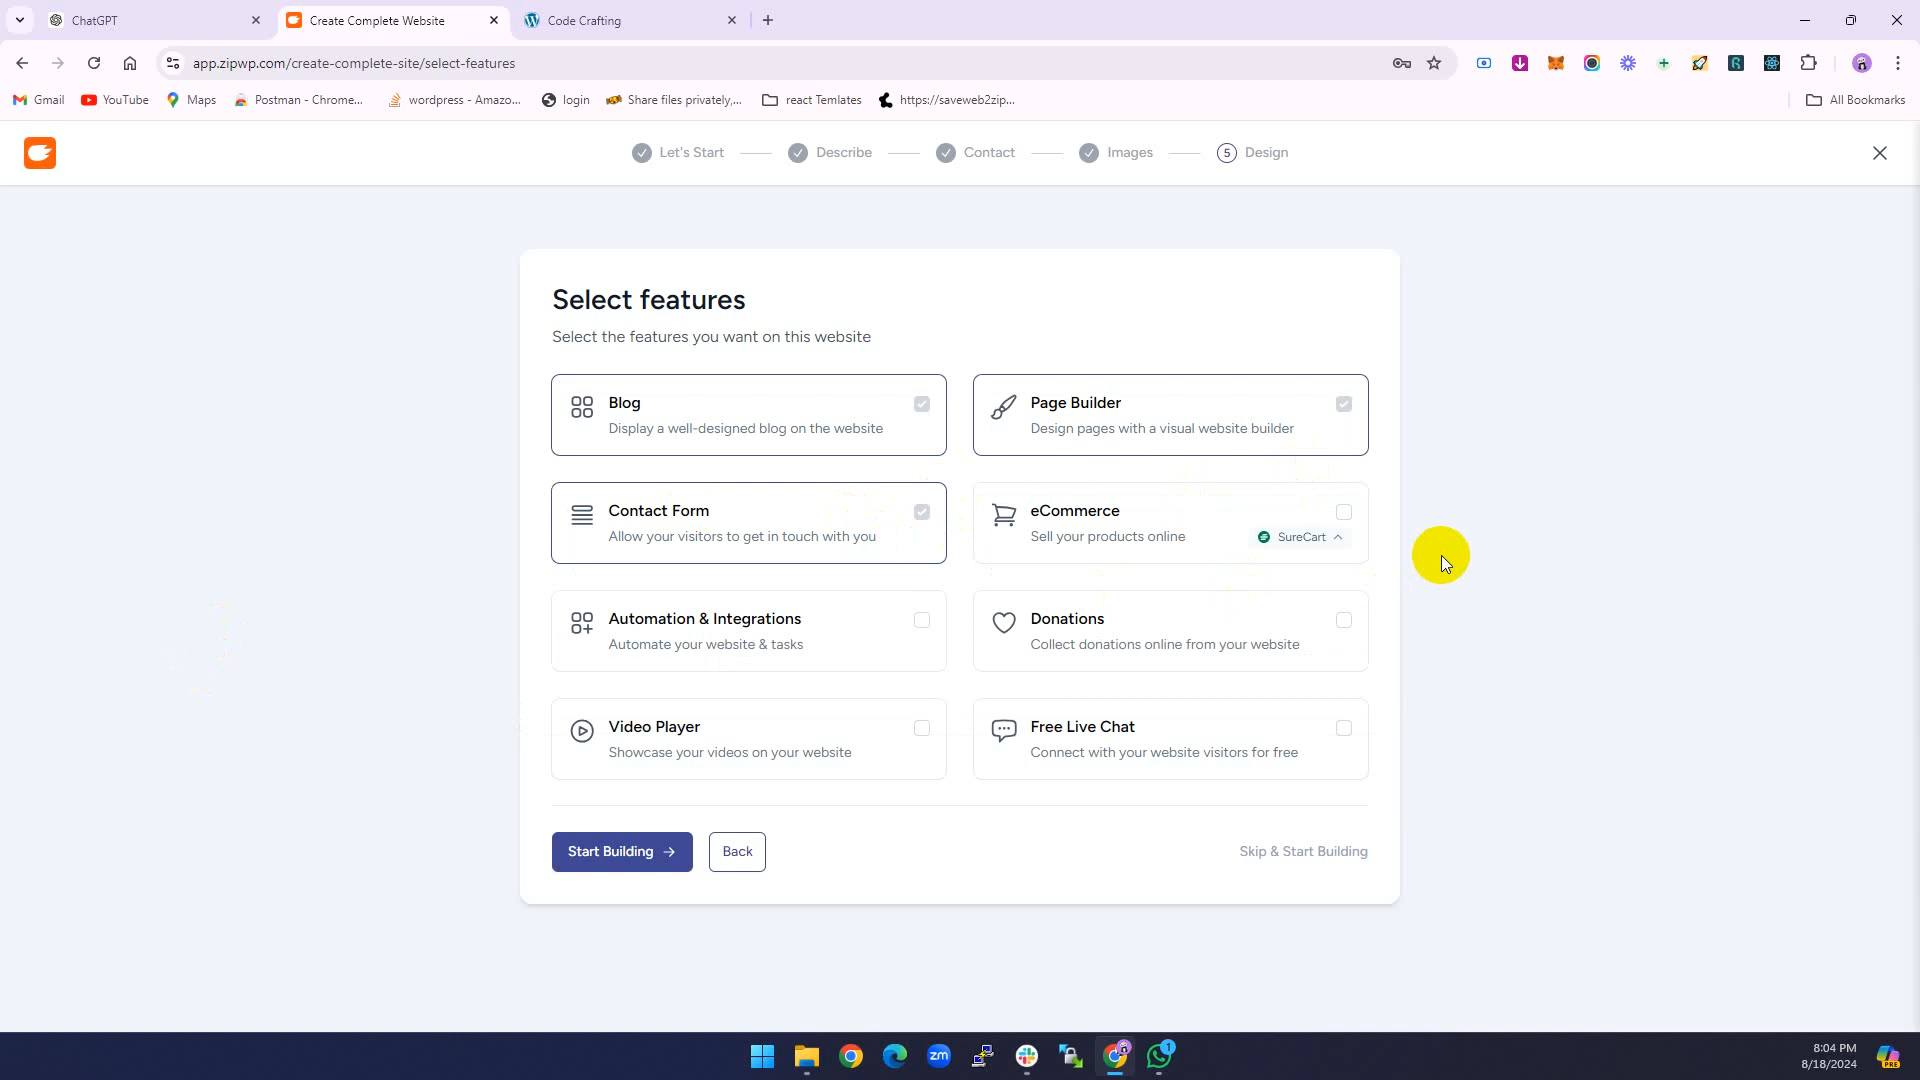 ChatGPT
Create Complete Website
Code Crafting
app.zipwp.com/create-complete-site/select-features
Gmail
YouTube
Maps
Postman - Chrome...
wordpress - Amazo...
login
Share files privately,...
react Temlates
https://saveweb2zip...
All Bookmarks
Let's Start
Describe
Contact
Images
5 Design
Select features
Select the features you want on this website
Blog
Display a well-designed blog on the website
Page Builder
Design pages with a visual website builder
Contact Form
Allow your visitors to get in touch with you
eCommerce
Sell your products online
SureCart
Automation & Integrations
Automate your website & tasks
Donations
Collect donations online from your website
Video Player
Showcase your videos on your website
Free Live Chat
Connect with your website visitors for free
Start Building
Back
Skip & Start Building
zm
1
8:04 PM
8/18/2024
PRE